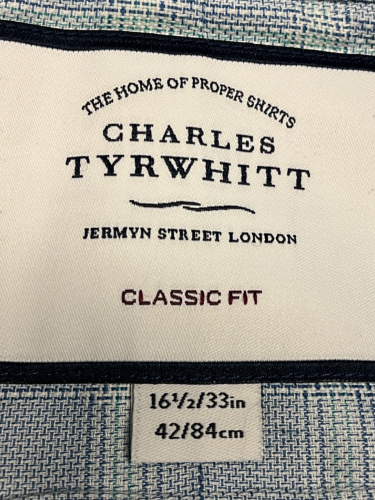 THE HOME OF PROPER SHIRTS
CHARLES
TYRWHITT
JERMYN STREET LONDON
CLASSIC FIT
16½/33in
42/84cm